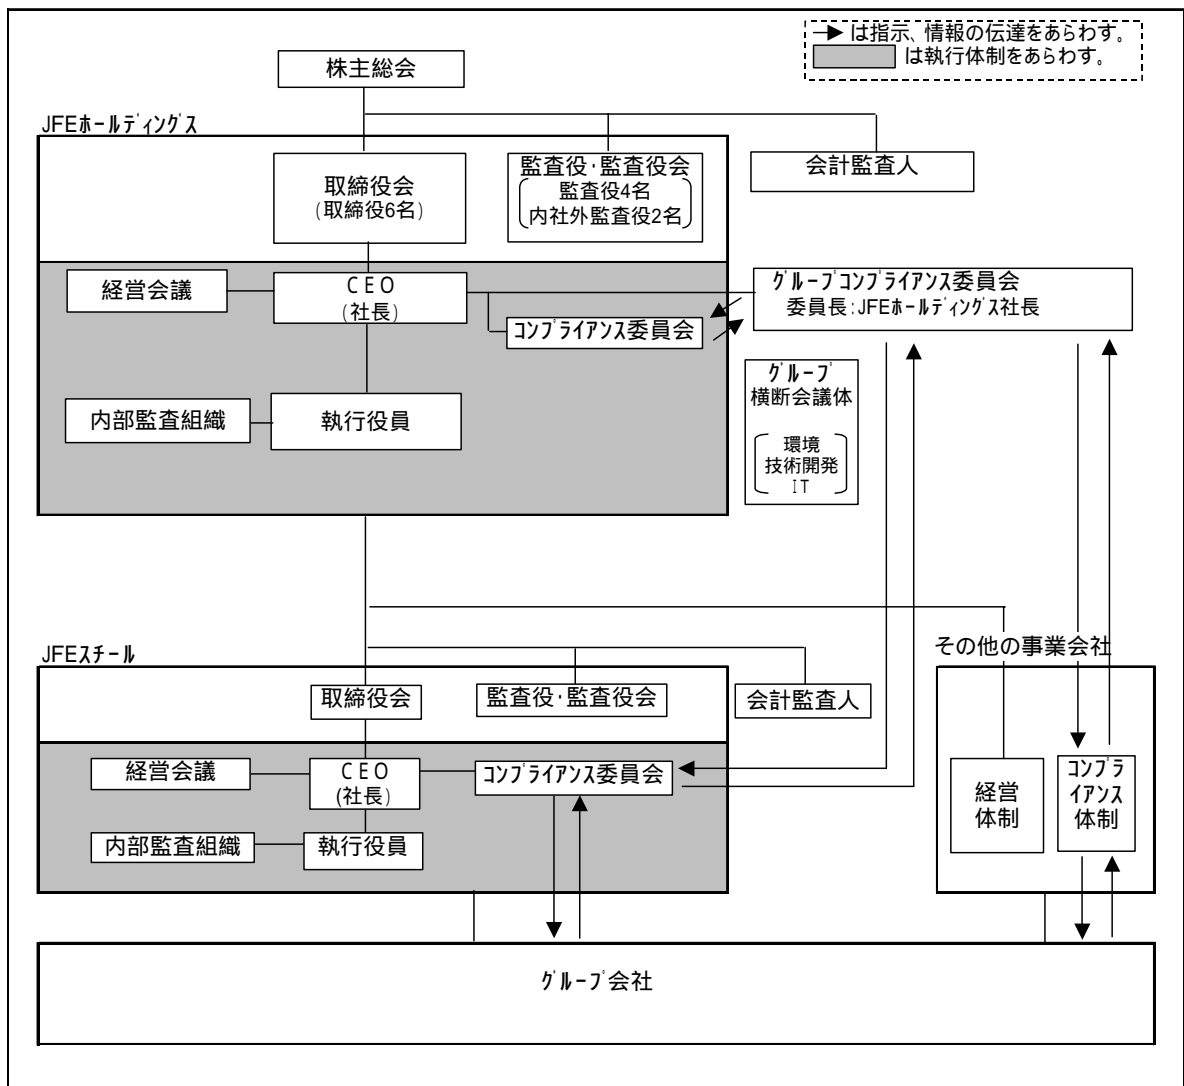 → は指示、情報の伝達をあらわす。
は執行体制をあらわす。
株主総会
JFEホールディングス
取締役会
(取締役6名)
監査役・監査役会
監査役4名
内社外監査役2名
会計監査人
経営会議
CEO
(社長)
コンプライアンス委員会
グループコンプライアンス委員会
委員長:JFEホールディングス社長
グループ
横断会議体
環境
技術開発
IT
内部監査組織
執行役員
JFEスチール
取締役会
監査役・監査役会
会計監査人
経営会議
CEO
(社長)
コンプライアンス委員会
内部監査組織
執行役員
その他の事業会社
経営
体制
コンプラ
イアンス
体制
グループ会社